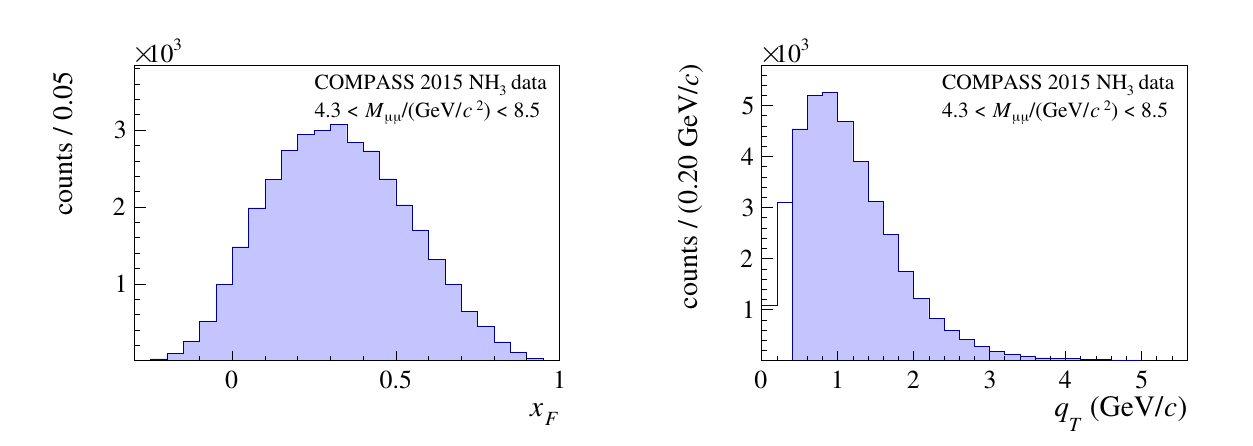 ×10³
counts / 0.05
COMPASS 2015 NH₃ data
4.3 < Mμμ/(GeV/c²) < 8.5
3
2
1
0 0.5 1
x_F
×10³
counts / (0.20 GeV/c)
COMPASS 2015 NH₃ data
4.3 < Mμμ/(GeV/c²) < 8.5
5
4
3
2
1
0 1 2 3 4 5
q_T (GeV/c)